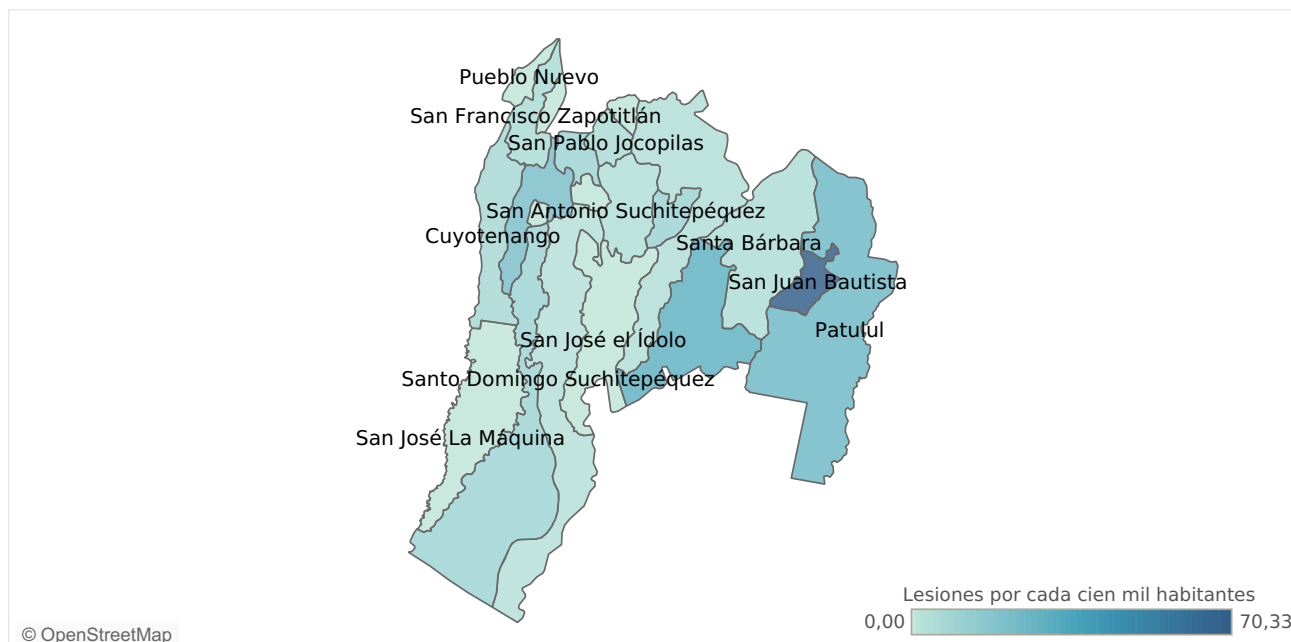 Pueblo Nuevo
San Francisco Zapotitlán
San Pablo Jocopilas
San Antonio Suchitepéquez
Cuyotenango
Santa Bárbara
San Juan Bautista
Patulul
San José el Ídolo
Santo Domingo Suchitepéquez
San José La Máquina
Lesiones por cada cien mil habitantes
0,00
70,33
© OpenStreetMap